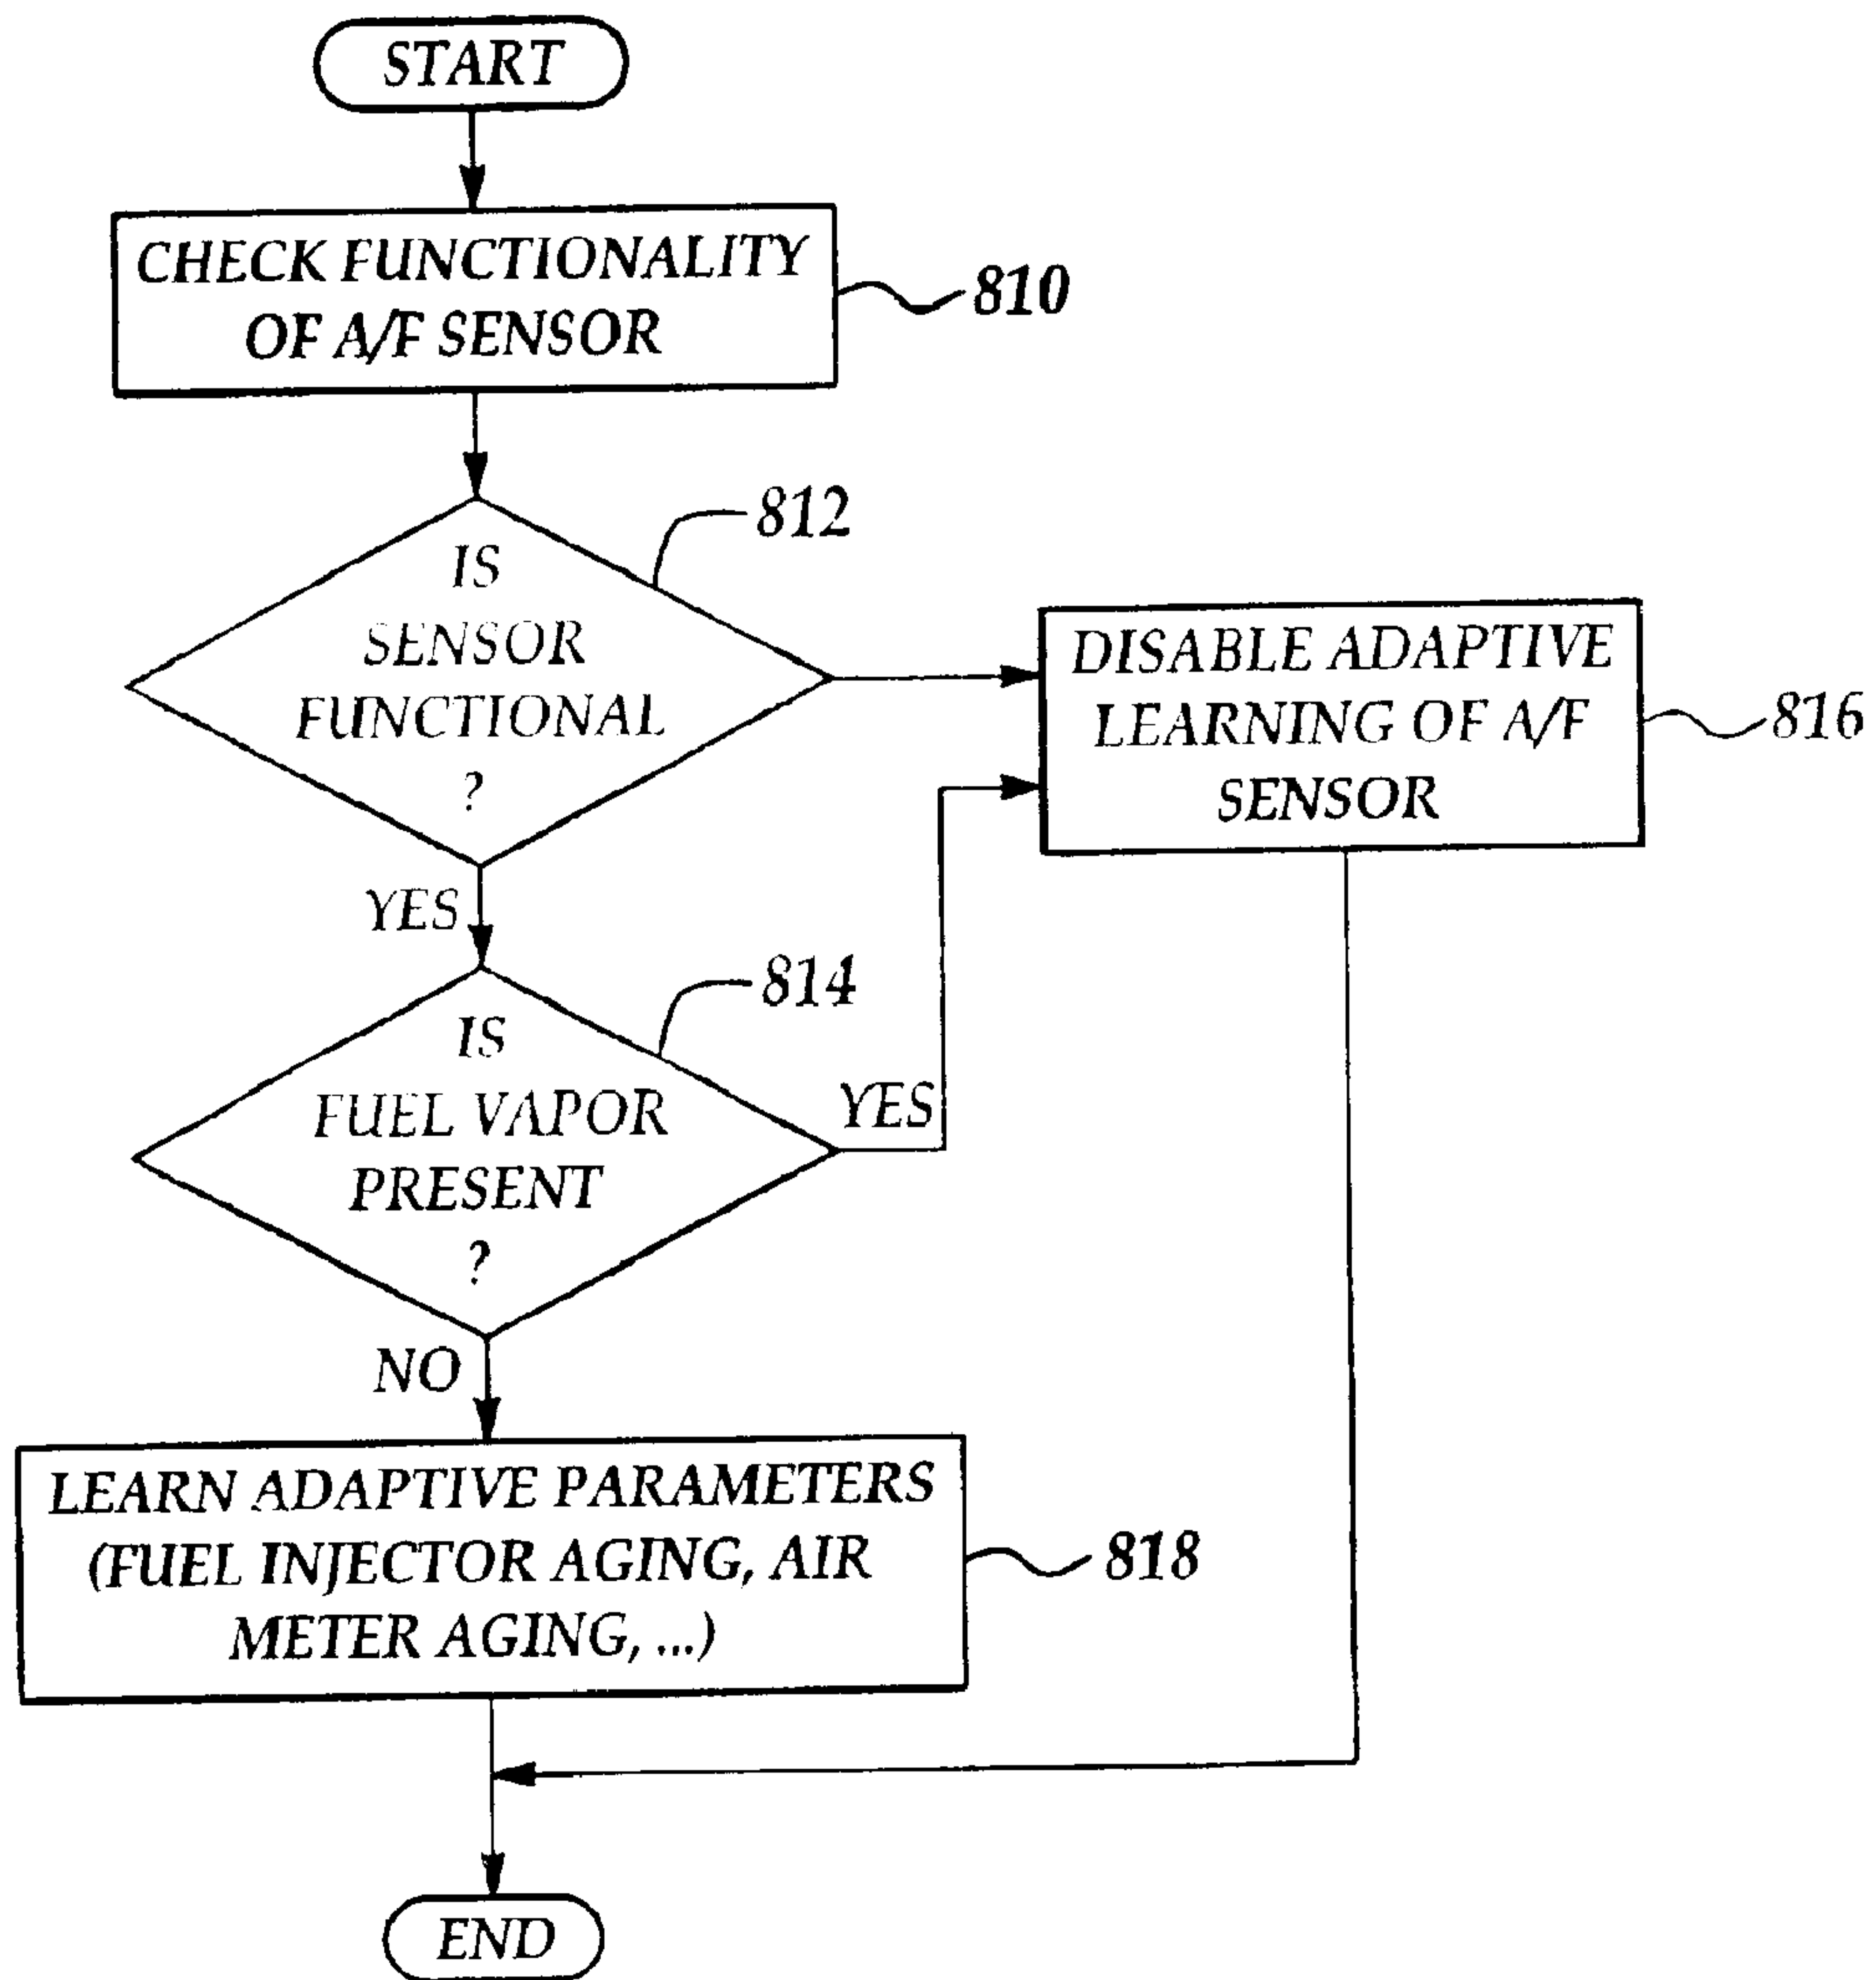 START
CHECK FUNCTIONALITY
OF A/F SENSOR
810
812
IS
SENSOR
FUNCTIONAL
?
DISABLE ADAPTIVE
LEARNING OF A/F
SENSOR
816
YES
814
IS
FUEL VAPOR
PRESENT
?
YES
NO
LEARN ADAPTIVE PARAMETERS
(FUEL INJECTOR AGING, AIR
METER AGING, ...)
818
END